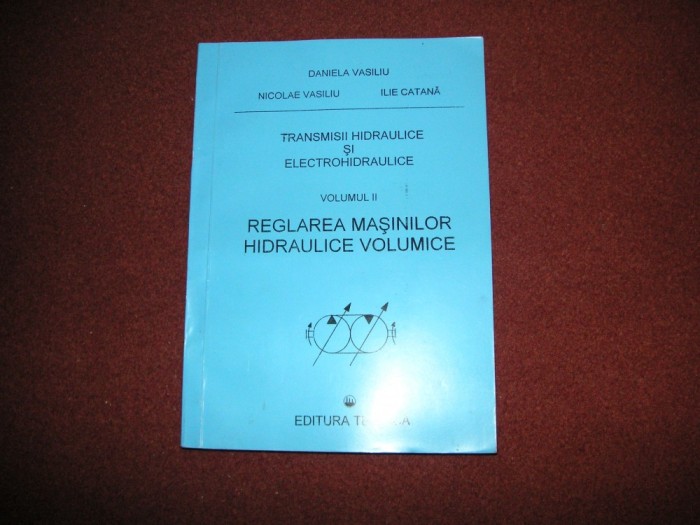 DANIELA VASILIU
NICOLAE VASILIU ILIE CATANĂ
TRANSMISII HIDRAULICE
ŞI
ELECTROHIDRAULICE
VOLUMUL II
REGLAREA MAŞINILOR
HIDRAULICE VOLUMICE
EDITURA